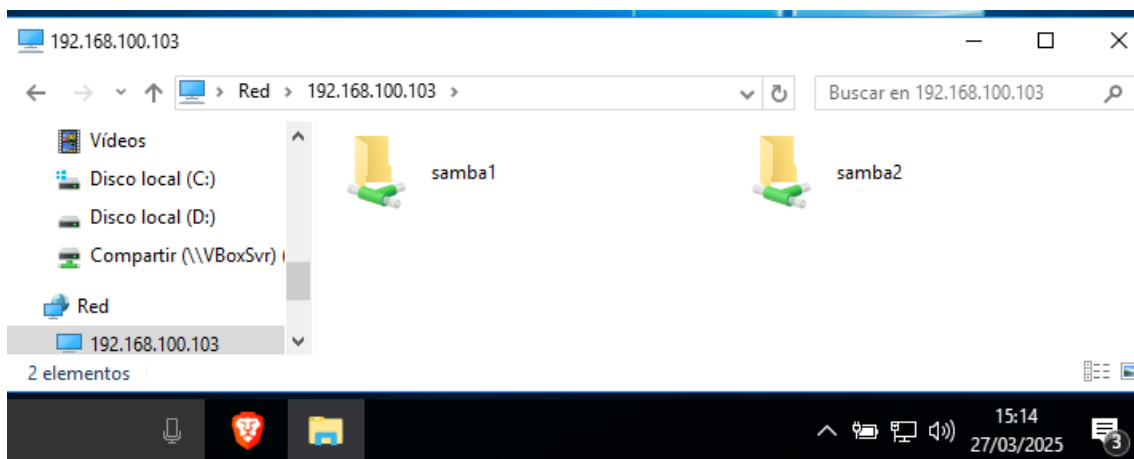 192.168.100.103
Red > 192.168.100.103 >
Buscar en 192.168.100.103
Vídeos
Disco local (C:)
Disco local (D:)
Compartir (\\VBoxSvr) (
Red
192.168.100.103
samba1
samba2
2 elementos
15:14
27/03/2025
3